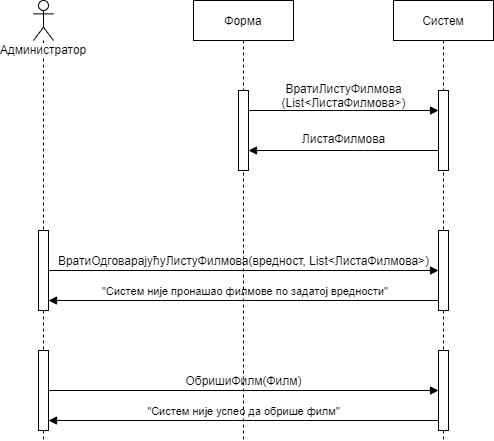 Администратор
Форма
Систем
ВратиЛистуФилмова
(List<ЛистаФилмова>)
ЛистаФилмова
ВратиОдговарајућуЛистуФилмова(вредност, List<ЛистаФилмова>)
"Систем није пронашао филмове по задатој вредности"
ОбришиФилм(Филм)
"Систем није успео да обрише филм"